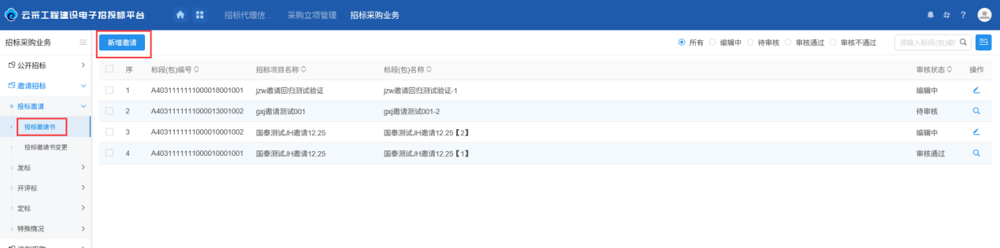 云采工程建设电子招投标平台 招标代理信... 采购立项管理 采购业务 ?
招标采购业务
新增邀请 所有 编辑中 待审核 审核通过 审核不通过 请输入标段(包)编
公开招标
邀请招标
投标邀请
投标邀请书
投标邀请书变更
发标
开评标
定标
特殊情况
序 标段(包)编号 招标项目名称 标段(包)名称 审核状态 操作
1 A4031111111000018001001 jzw邀请回归测试验证 jzw邀请回归测试验证-1 编辑中
2 A4031111111000013001002 gxj邀请测试001 gxj邀请测试001-2 待审核
3 A4031111111000010001002 国泰测试JH邀请12.25 国泰测试JH邀请12.25【2】 编辑中
4 A4031111111000010001001 国泰测试JH邀请12.25 国泰测试JH邀请12.25【1】 审核通过